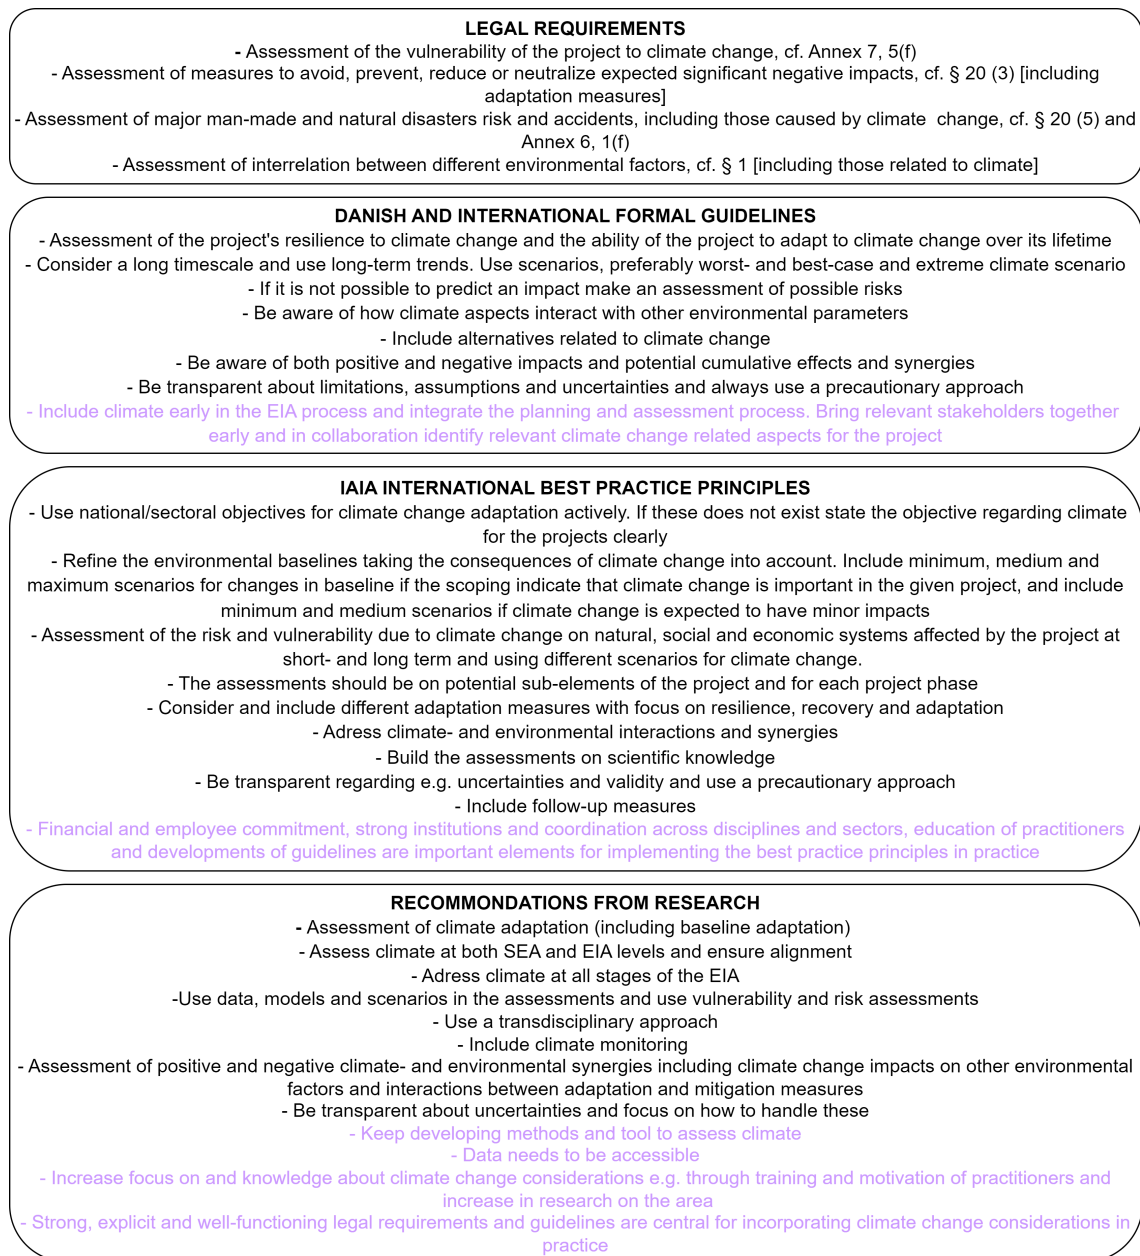 LEGAL REQUIREMENTS
- Assessment of the vulnerability of the project to climate change, cf. Annex 7, 5(f)
- Assessment of measures to avoid, prevent, reduce or neutralize expected significant negative impacts, cf. § 20 (3) [including
adaptation measures]
- Assessment of major man-made and natural disasters risk and accidents, including those caused by climate  change, cf. § 20 (5) and
Annex 6, 1(f)
- Assessment of interrelation between different environmental factors, cf. § 1 [including those related to climate]
DANISH AND INTERNATIONAL FORMAL GUIDELINES
- Assessment of the project's resilience to climate change and the ability of the project to adapt to climate change over its lifetime
- Consider a long timescale and use long-term trends. Use scenarios, preferably worst- and best-case and extreme climate scenario
- If it is not possible to predict an impact make an assessment of possible risks
- Be aware of how climate aspects interact with other environmental parameters
- Include alternatives related to climate change
- Be aware of both positive and negative impacts and potential cumulative effects and synergies
- Be transparent about limitations, assumptions and uncertainties and always use a precautionary approach
- Include climate early in the EIA process and integrate the planning and assessment process. Bring relevant stakeholders together
early and in collaboration identify relevant climate change related aspects for the project
IAIA INTERNATIONAL BEST PRACTICE PRINCIPLES
- Use national/sectoral objectives for climate change adaptation actively. If these does not exist state the objective regarding climate
for the projects clearly
- Refine the environmental baselines taking the consequences of climate change into account. Include minimum, medium and
maximum scenarios for changes in baseline if the scoping indicate that climate change is important in the given project, and include
minimum and medium scenarios if climate change is expected to have minor impacts
- Assessment of the risk and vulnerability due to climate change on natural, social and economic systems affected by the project at
short- and long term and using different scenarios for climate change.
- The assessments should be on potential sub-elements of the project and for each project phase
- Consider and include different adaptation measures with focus on resilience, recovery and adaptation
- Adress climate- and environmental interactions and synergies
- Build the assessments on scientific knowledge
- Be transparent regarding e.g. uncertainties and validity and use a precautionary approach
- Include follow-up measures
- Financial and employee commitment, strong institutions and coordination across disciplines and sectors, education of practitioners
and developments of guidelines are important elements for implementing the best practice principles in practice
RECOMMONDATIONS FROM RESEARCH
- Assessment of climate adaptation (including baseline adaptation)
- Assess climate at both SEA and EIA levels and ensure alignment
- Adress climate at all stages of the EIA
-Use data, models and scenarios in the assessments and use vulnerability and risk assessments
- Use a transdisciplinary approach
- Include climate monitoring
- Assessment of positive and negative climate- and environmental synergies including climate change impacts on other environmental
factors and interactions between adaptation and mitigation measures
- Be transparent about uncertainties and focus on how to handle these
- Keep developing methods and tool to assess climate
- Data needs to be accessible
- Increase focus on and knowledge about climate change considerations e.g. through training and motivation of practitioners and
increase in research on the area
- Strong, explicit and well-functioning legal requirements and guidelines are central for incorporating climate change considerations in
practice